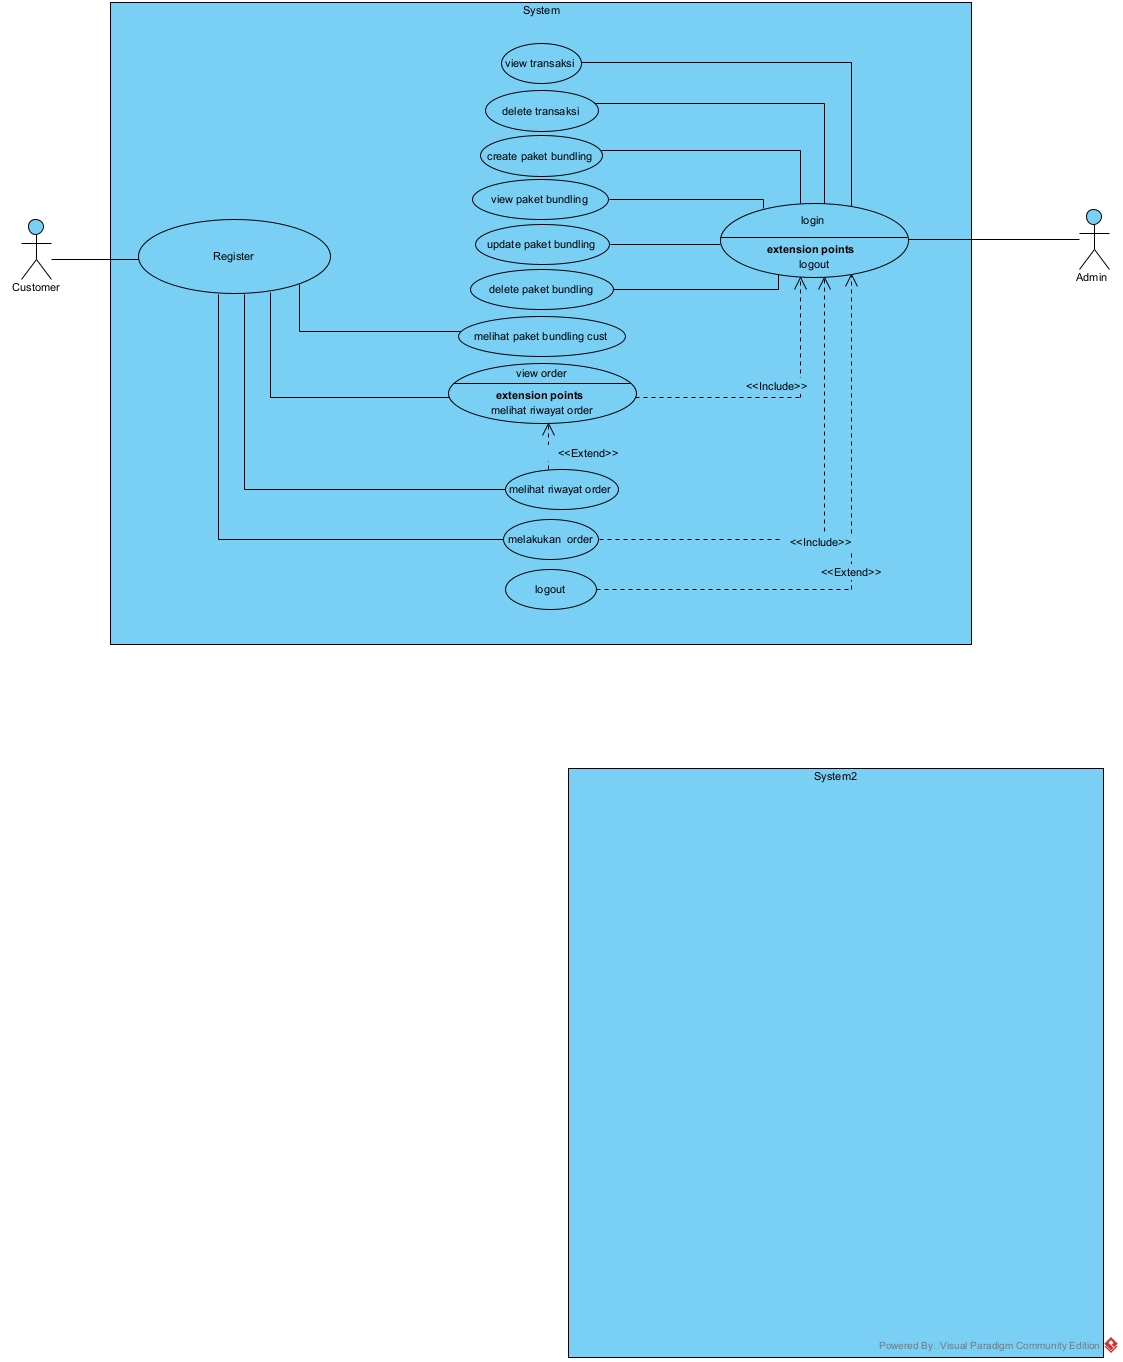 System
view transaksi
delete transaksi
create paket bundling
view paket bundling
update paket bundling
delete paket bundling
login
extension points
logout
Register
Customer
Admin
melihat paket bundling cust
view order
extension points
melihat riwayat order
<<Include>>
<<Extend>>
melihat riwayat order
melakukan order
<<Include>>
<<Extend>>
logout
System2
Powered By: Visual Paradigm Community Edition